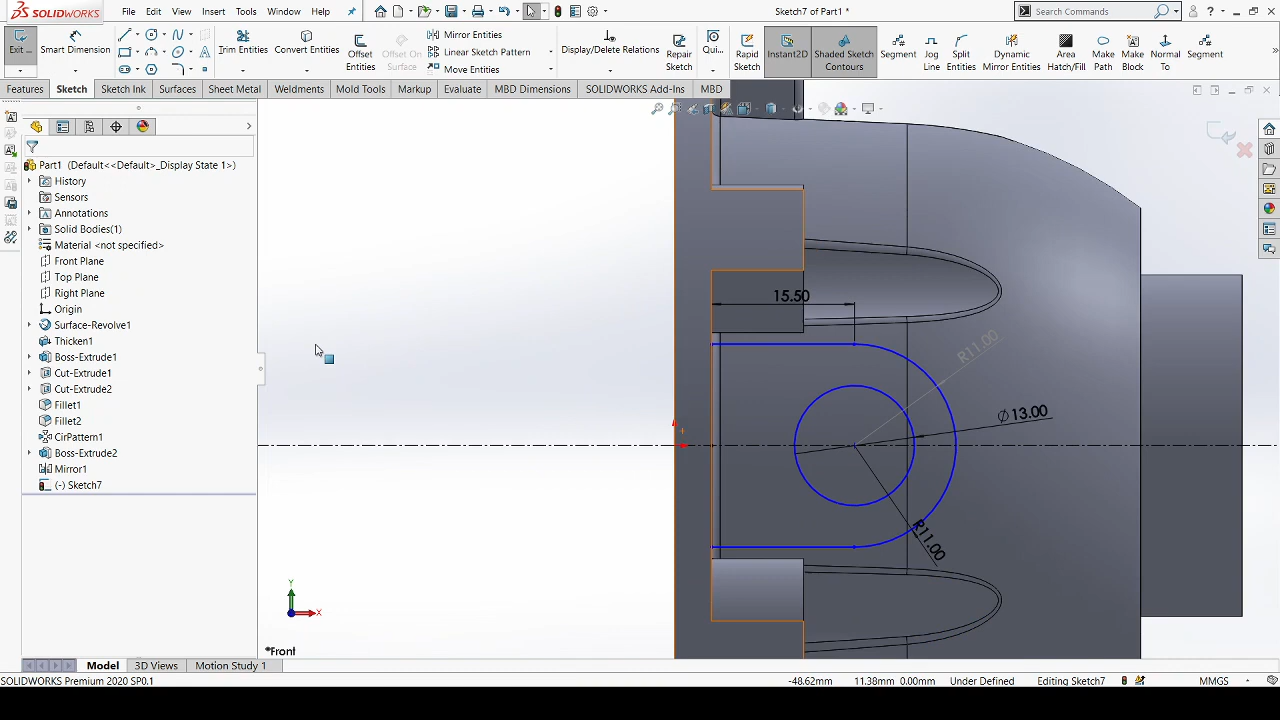 SOLIDWORKS
File Edit View Insert Tools Window Help
Sketch7 of Part1 *
Search Commands
Exit ...
Smart Dimension
Trim Entities
Convert Entities
Offset Entities
Offset On Surface
Mirror Entities
Linear Sketch Pattern
Move Entities
Display/Delete Relations
Repair Sketch
Qui...
Rapid Sketch
Instant2D
Shaded Sketch Contours
Segment
Jog Line
Split Entities
Dynamic Mirror Entities
Area Hatch/Fill
Make Path
Make Block
Normal To
Segment
Features Sketch Sketch Ink Surfaces Sheet Metal Weldments Mold Tools Markup Evaluate MBD Dimensions SOLIDWORKS Add-Ins MBD
Part1 (Default<<Default>_Display State 1>)
History
Sensors
Annotations
Solid Bodies(1)
Material <not specified>
Front Plane
Top Plane
Right Plane
Origin
Surface-Revolve1
Thicken1
Boss-Extrude1
Cut-Extrude1
Cut-Extrude2
Fillet1
Fillet2
CirPattern1
Boss-Extrude2
Mirror1
(-) Sketch7
15.50
R11.00
Ø13.00
R11.00
Y
X
*Front
Model 3D Views Motion Study 1
SOLIDWORKS Premium 2020 SP0.1
-48.62mm 11.38mm 0.00mm Under Defined Editing Sketch7 MMGS